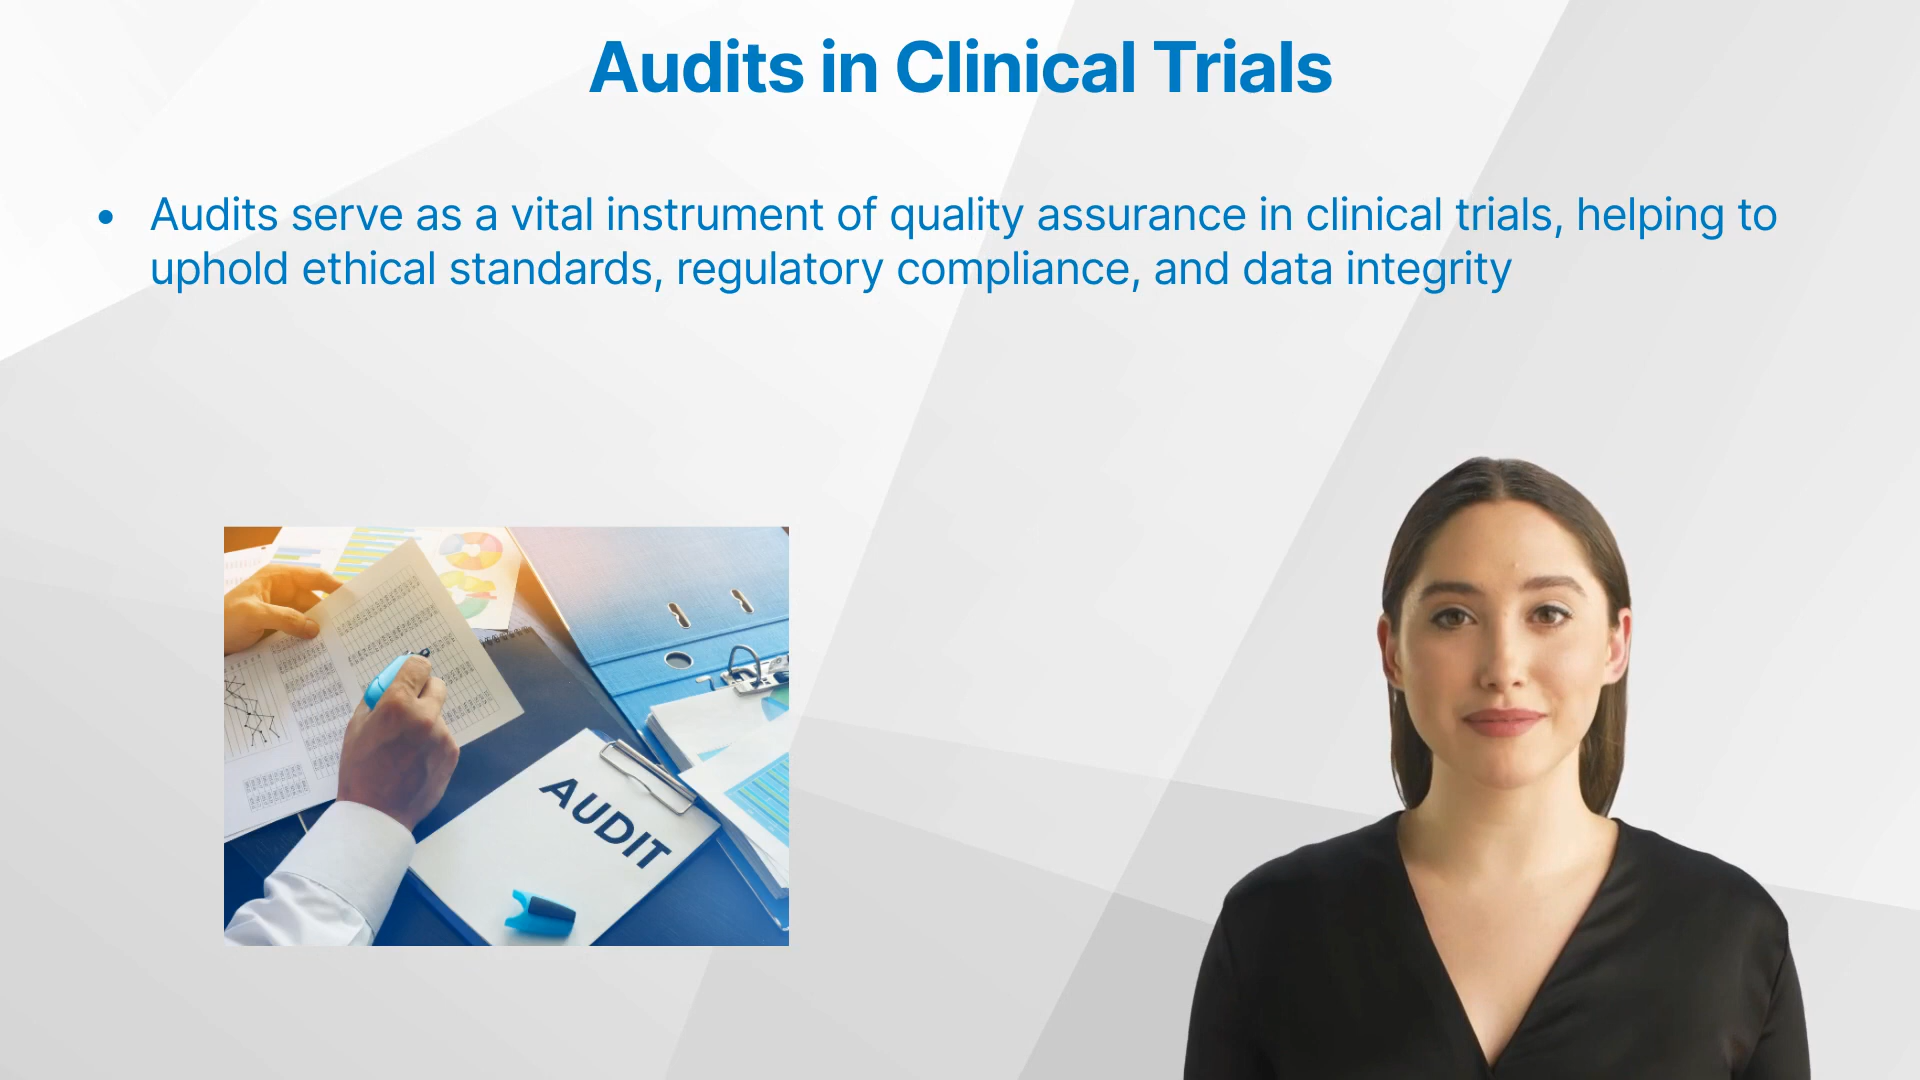 Audits in Clinical Trials
• Audits serve as a vital instrument of quality assurance in clinical trials, helping to
uphold ethical standards, regulatory compliance, and data integrity
AUDIT